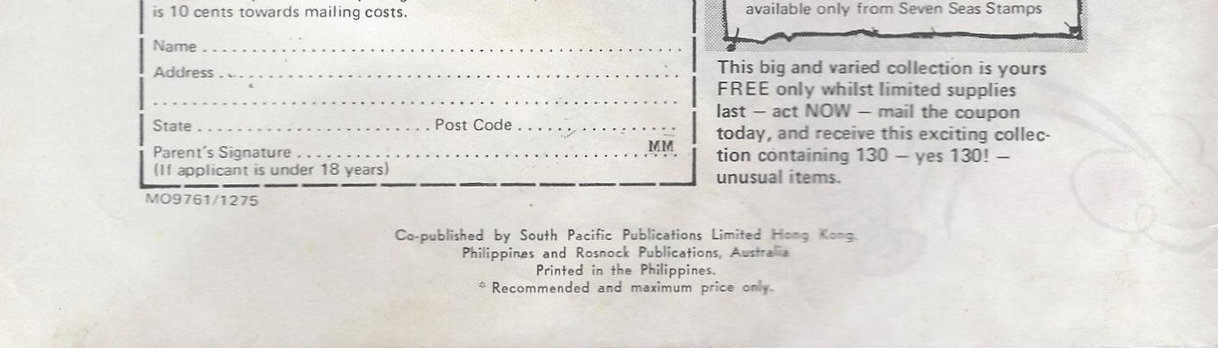 is 10 cents towards mailing costs.
Name
Address
State Post Code
Parent's Signature MM
(If applicant is under 18 years)
MO9761/1275
available only from Seven Seas Stamps
This big and varied collection is yours
FREE only whilst limited supplies
last — act NOW — mail the coupon
today, and receive this exciting collec-
tion containing 130 — yes 130! —
unusual items.
Co-published by South Pacific Publications Limited Hong Kong,
Philippines and Rosnock Publications, Australia
Printed in the Philippines.
* Recommended and maximum price only.